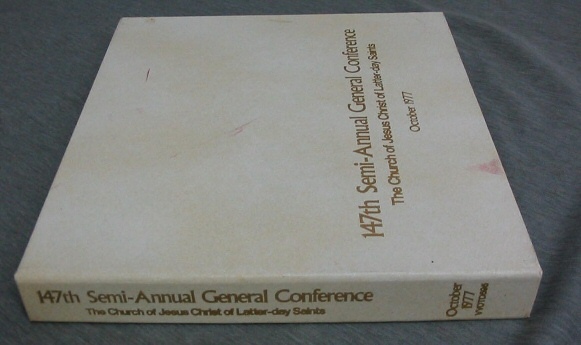 147th Semi-Annual General Conference
The Church of Jesus Christ of Latter-day Saints
October 1977
147th Semi-Annual General Conference
The Church of Jesus Christ of Latter-day Saints
October
1977